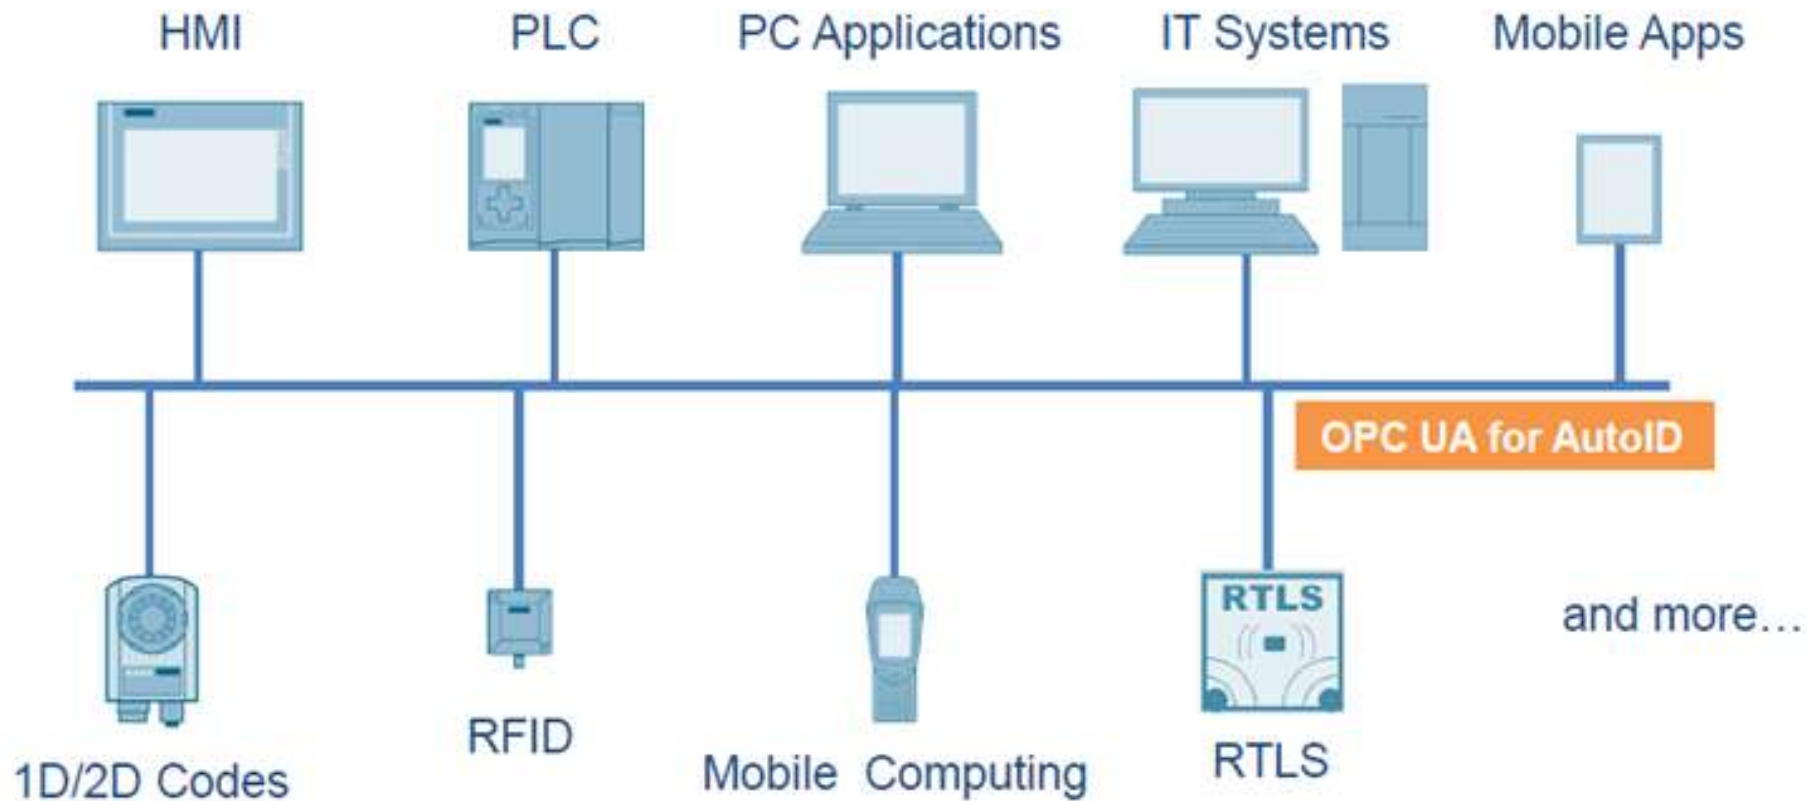 HMI
PLC
PC Applications
IT Systems
Mobile Apps
OPC UA for AutoID
RTLS
and more…
1D/2D Codes
RFID
Mobile Computing
RTLS